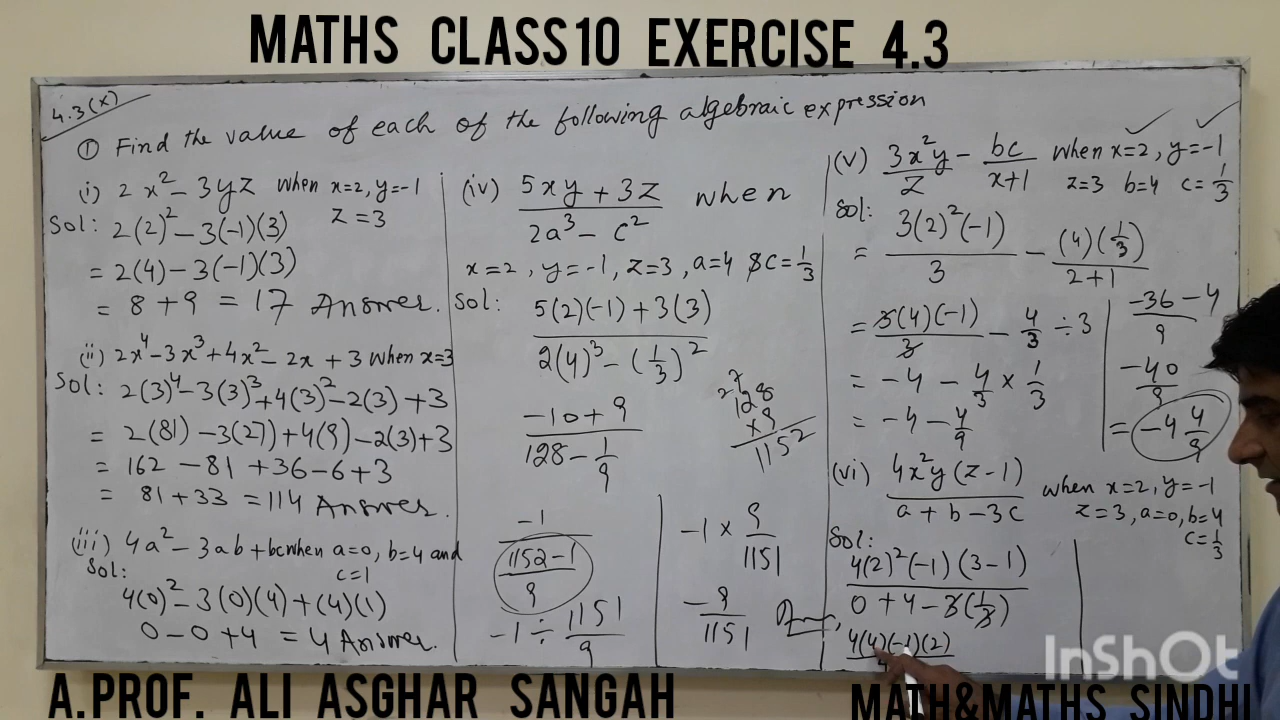 MATHS CLASS 10 EXERCISE 4.3
4.3(x)
① Find the value of each of the following algebraic expression
(i) 2x² - 3yz when x=2, y=-1
z = 3
Sol: 2(2)² - 3(-1)(3)
= 2(4) - 3(-1)(3)
= 8 + 9 = 17 Answer.
(ii) 2x⁴ - 3x³ + 4x² - 2x + 3 when x=3
Sol: 2(3)⁴ - 3(3)³ + 4(3)² - 2(3) + 3
= 2(81) - 3(27) + 4(9) - 2(3) + 3
= 162 - 81 + 36 - 6 + 3
= 81 + 33 = 114 Answer.
(iii) 4a² - 3ab + bc when a=0, b=4 and
c=1
Sol:
4(0)² - 3(0)(4) + (4)(1)
0 - 0 + 4 = 4 Answer.
(iv) 5xy + 3z when
2a³ - c²
x=2, y=-1, z=3, a=4 & c=1/3
Sol:
5(2)(-1) + 3(3)
2(4)³ - (1/3)²
-10 + 9
128 - 1/9
2 7
128
×9
1152
-1
1152 - 1
9
-1 ÷ 1151/9
-1 × 9/1151
-9/1151 Ans,
(v) 3x²y/z - bc/x+1 when x=2, y=-1
z=3 b=4 c=1/3
Sol:
= 3(2)²(-1)/3 - (4)(1/3)/2+1
= 3(4)(-1)/3 - 4/3 ÷ 3
= -4 - 4/3 × 1/3
= -4 - 4/9
-36 - 4
9
-40
9
= -4 4/9
(vi) 4x²y(z-1) when x=2, y=-1
a + b - 3c z=3, a=0, b=4
c=1/3
Sol:
4(2)²(-1)(3-1)
0 + 4 - 3(1/3)
4(4)(-1)(2)
InShOt
A.PROF. ALI ASGHAR SANGAH
MATH&MATHS SINDHI